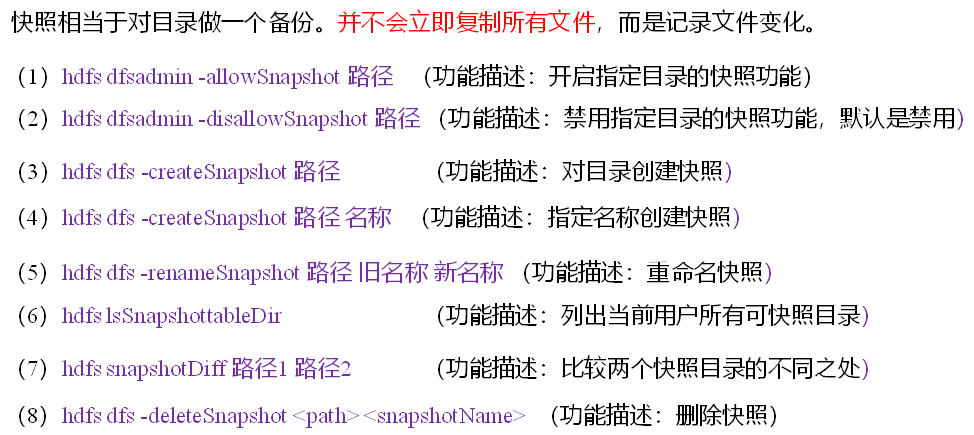 快照相当于对目录做一个备份。并不会立即复制所有文件，而是记录文件变化。
（1）hdfs dfsadmin -allowSnapshot 路径 （功能描述：开启指定目录的快照功能）
（2）hdfs dfsadmin -disallowSnapshot 路径 （功能描述：禁用指定目录的快照功能，默认是禁用）
（3）hdfs dfs -createSnapshot 路径 （功能描述：对目录创建快照）
（4）hdfs dfs -createSnapshot 路径 名称 （功能描述：指定名称创建快照）
（5）hdfs dfs -renameSnapshot 路径 旧名称 新名称 （功能描述：重命名快照）
（6）hdfs lsSnapshottableDir （功能描述：列出当前用户所有可快照目录）
（7）hdfs snapshotDiff 路径1 路径2 （功能描述：比较两个快照目录的不同之处）
（8）hdfs dfs -deleteSnapshot <path> <snapshotName> （功能描述：删除快照）